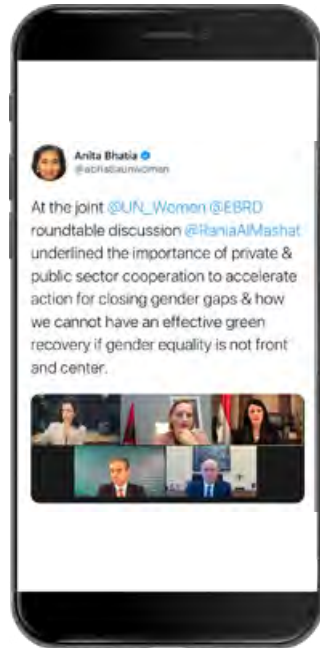 Anita Bhatia
@abhatiaunwomen
At the joint @UN_Women @EBRD
roundtable discussion @RaniaAlMashat
underlined the importance of private &
public sector cooperation to accelerate
action for closing gender gaps & how
we cannot have an effective green
recovery if gender equality is not front
and center.